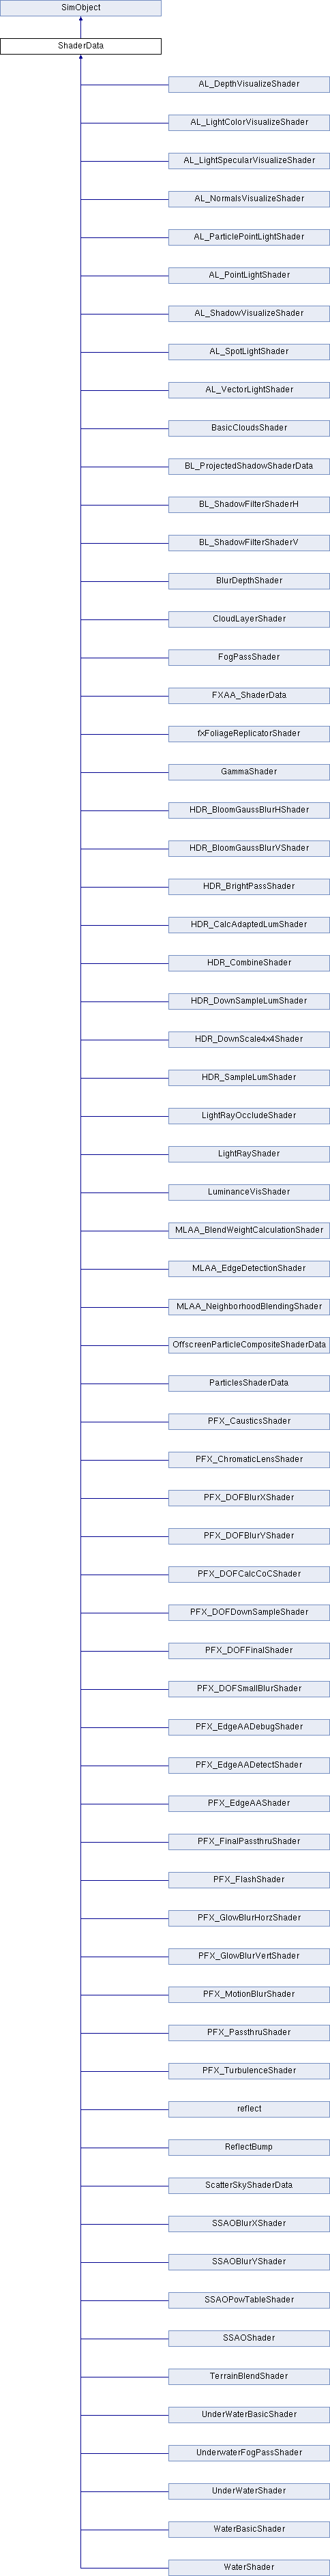 SimObject
ShaderData
AL_DepthVisualizeShader
AL_LightColorVisualizeShader
AL_LightSpecularVisualizeShader
AL_NormalsVisualizeShader
AL_ParticlePointLightShader
AL_PointLightShader
AL_ShadowVisualizeShader
AL_SpotLightShader
AL_VectorLightShader
BasicCloudsShader
BL_ProjectedShadowShaderData
BL_ShadowFilterShaderH
BL_ShadowFilterShaderV
BlurDepthShader
CloudLayerShader
FogPassShader
FXAA_ShaderData
fxFoliageReplicatorShader
GammaShader
HDR_BloomGaussBlurHShader
HDR_BloomGaussBlurVShader
HDR_BrightPassShader
HDR_CalcAdaptedLumShader
HDR_CombineShader
HDR_DownSampleLumShader
HDR_DownScale4x4Shader
HDR_SampleLumShader
LightRayOccludeShader
LightRayShader
LuminanceVisShader
MLAA_BlendWeightCalculationShader
MLAA_EdgeDetectionShader
MLAA_NeighborhoodBlendingShader
OffscreenParticleCompositeShaderData
ParticlesShaderData
PFX_CausticsShader
PFX_ChromaticLensShader
PFX_DOFBlurXShader
PFX_DOFBlurYShader
PFX_DOFCalcCoCShader
PFX_DOFDownSampleShader
PFX_DOFFinalShader
PFX_DOFSmallBlurShader
PFX_EdgeAADebugShader
PFX_EdgeAADetectShader
PFX_EdgeAAShader
PFX_FinalPassthruShader
PFX_FlashShader
PFX_GlowBlurHorzShader
PFX_GlowBlurVertShader
PFX_MotionBlurShader
PFX_PassthruShader
PFX_TurbulenceShader
reflect
ReflectBump
ScatterSkyShaderData
SSAOBlurXShader
SSAOBlurYShader
SSAOPowTableShader
SSAOShader
TerrainBlendShader
UnderWaterBasicShader
UnderwaterFogPassShader
UnderWaterShader
WaterBasicShader
WaterShader